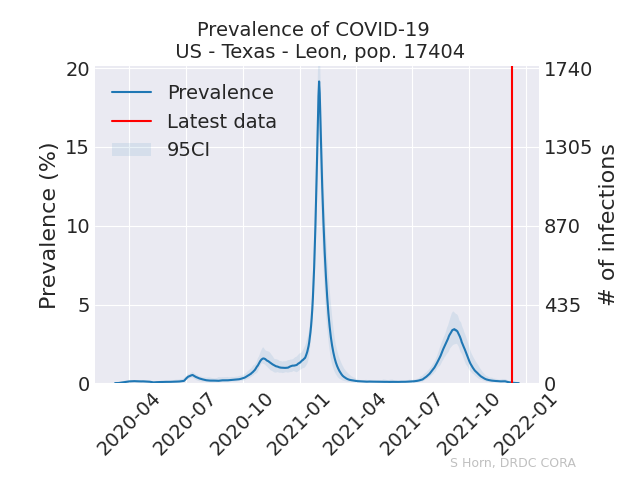 Prevalence of COVID-19
US - Texas - Leon, pop. 17404
Prevalence
Latest data
95CI
Prevalence (%)
20
15
10
5
0
1740
1305
870
435
0
# of infections
2020-04
2020-07
2020-10
2021-01
2021-04
2021-07
2021-10
2022-01
S Horn, DRDC CORA